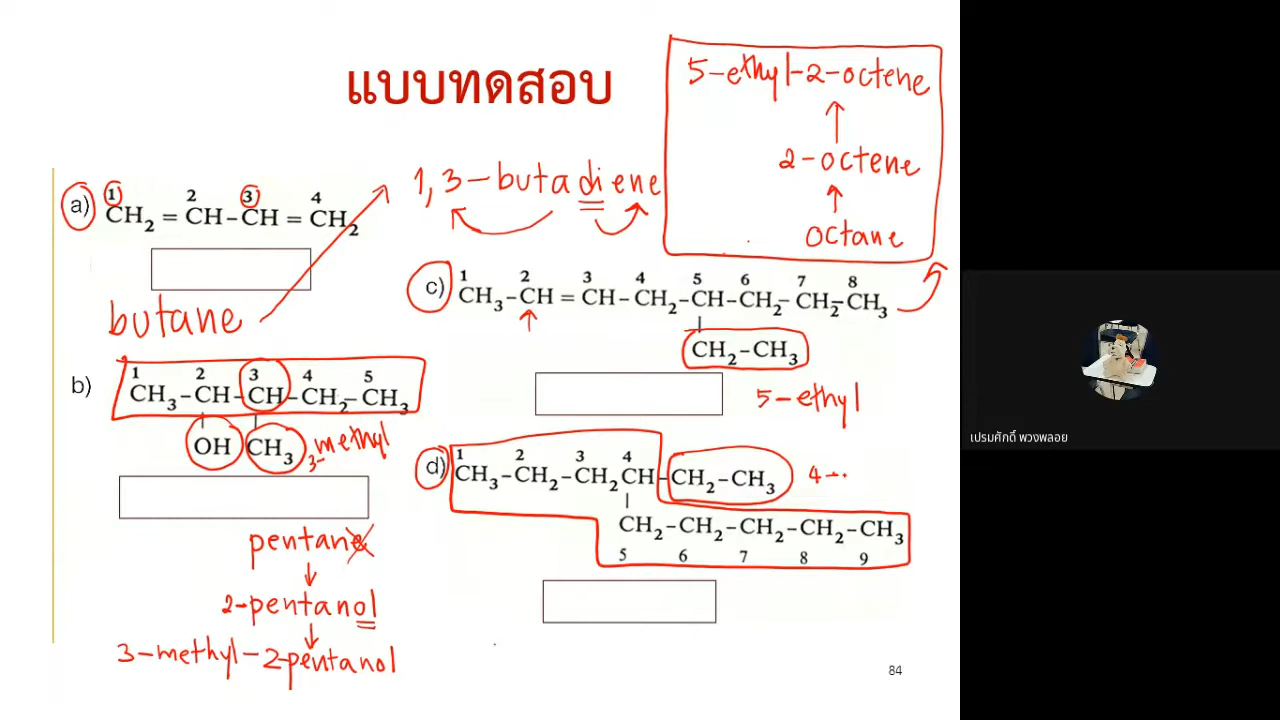 แบบทดสอบ
5-ethyl-2-octene
2-octene
octane
a)
1 2 3 4
CH2 = CH-CH = CH2
1,3-butadiene
butane
b)
1 2 3 4 5
CH3-CH-CH-CH2-CH3
OH CH3 3-methyl
pentane
2-pentanol
3-methyl-2-pentanol
c)
1 2 3 4 5 6 7 8
CH3-CH=CH-CH2-CH-CH2-CH2-CH3
CH2-CH3
5-ethyl
d)
1 2 3 4
CH3-CH2-CH2CH-CH2-CH3 4-..
CH2-CH2-CH2-CH2-CH3
5 6 7 8 9
84
เปรมศักดิ์ พวงพลอย